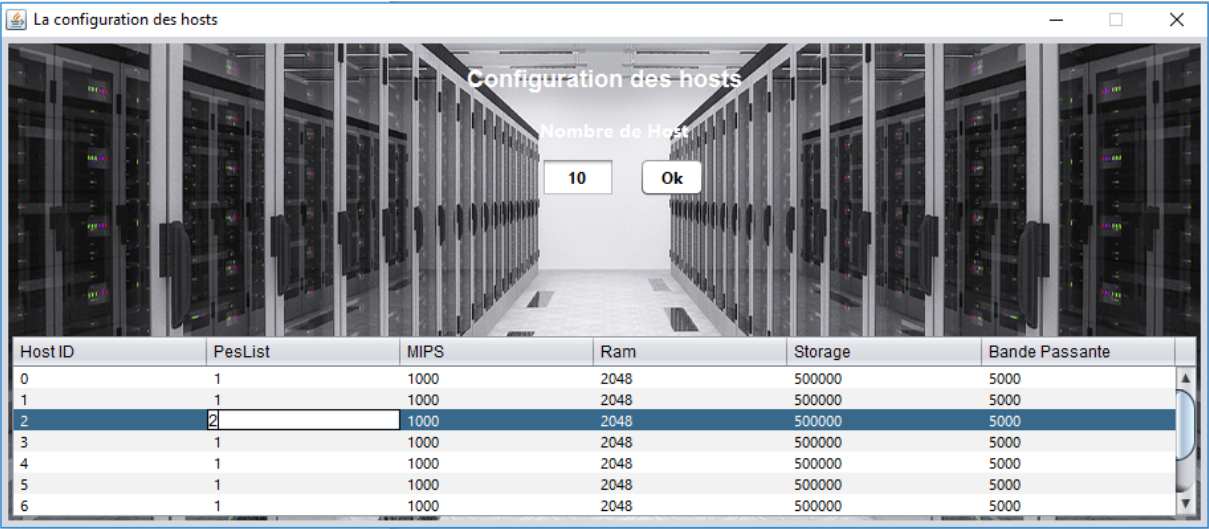 La configuration des hosts
Configuration des hosts
Nombre de Host
10 Ok
Host ID PesList MIPS Ram Storage Bande Passante
0 1 1000 2048 500000 5000
1 1 1000 2048 500000 5000
2 2 1000 2048 500000 5000
3 1 1000 2048 500000 5000
4 1 1000 2048 500000 5000
5 1 1000 2048 500000 5000
6 1 1000 2048 500000 5000